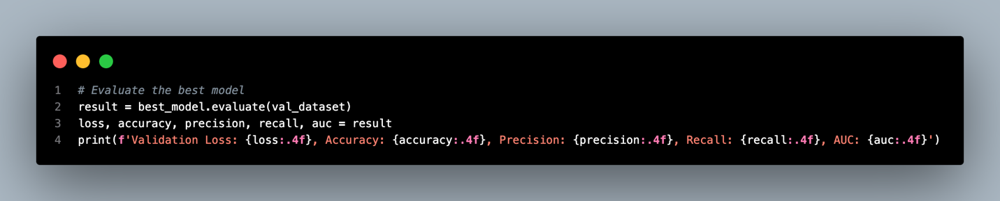 1 # Evaluate the best model
2 result = best_model.evaluate(val_dataset)
3 loss, accuracy, precision, recall, auc = result
4 print(f'Validation Loss: {loss:.4f}, Accuracy: {accuracy:.4f}, Precision: {precision:.4f}, Recall: {recall:.4f}, AUC: {auc:.4f}')